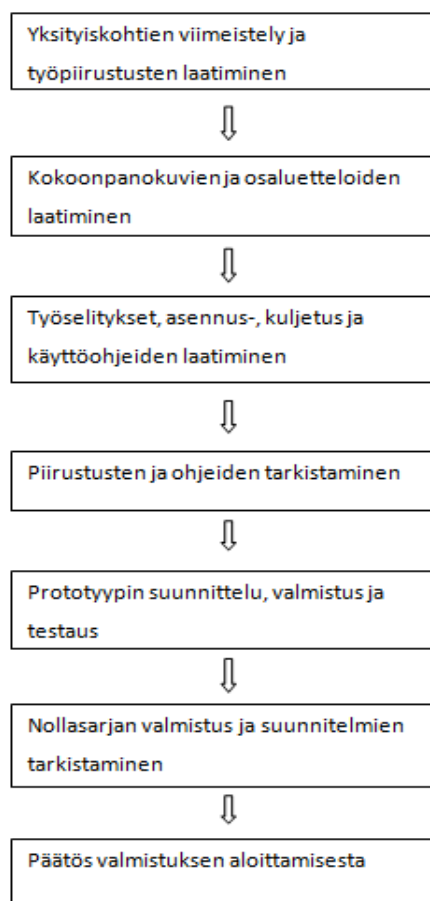 Yksityiskohtien viimeistely ja
työpiirustusten laatiminen
Kokoonpanokuvien ja osaluetteloiden
laatiminen
Työselitykset, asennus-, kuljetus ja
käyttöohjeiden laatiminen
Piirustusten ja ohjeiden tarkistaminen
Prototyypin suunnittelu, valmistus ja
testaus
Nollasarjan valmistus ja suunnitelmien
tarkistaminen
Päätös valmistuksen aloittamisesta